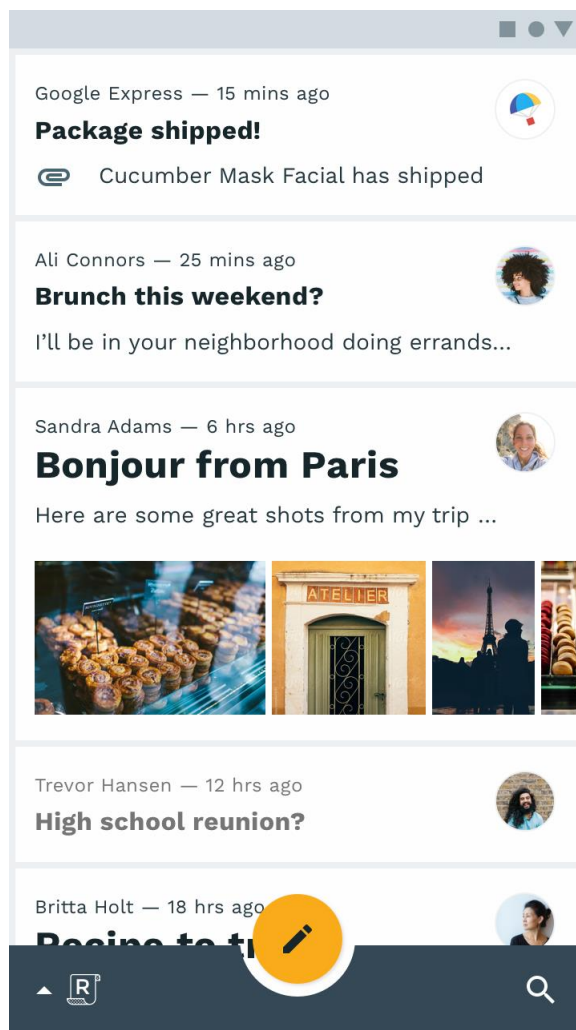 Google Express — 15 mins ago
Package shipped!
Cucumber Mask Facial has shipped
Ali Connors — 25 mins ago
Brunch this weekend?
I’ll be in your neighborhood doing errands...
Sandra Adams — 6 hrs ago
Bonjour from Paris
Here are some great shots from my trip ...
ATELIER
Trevor Hansen — 12 hrs ago
High school reunion?
Britta Holt — 18 hrs ago
Recipe to
R